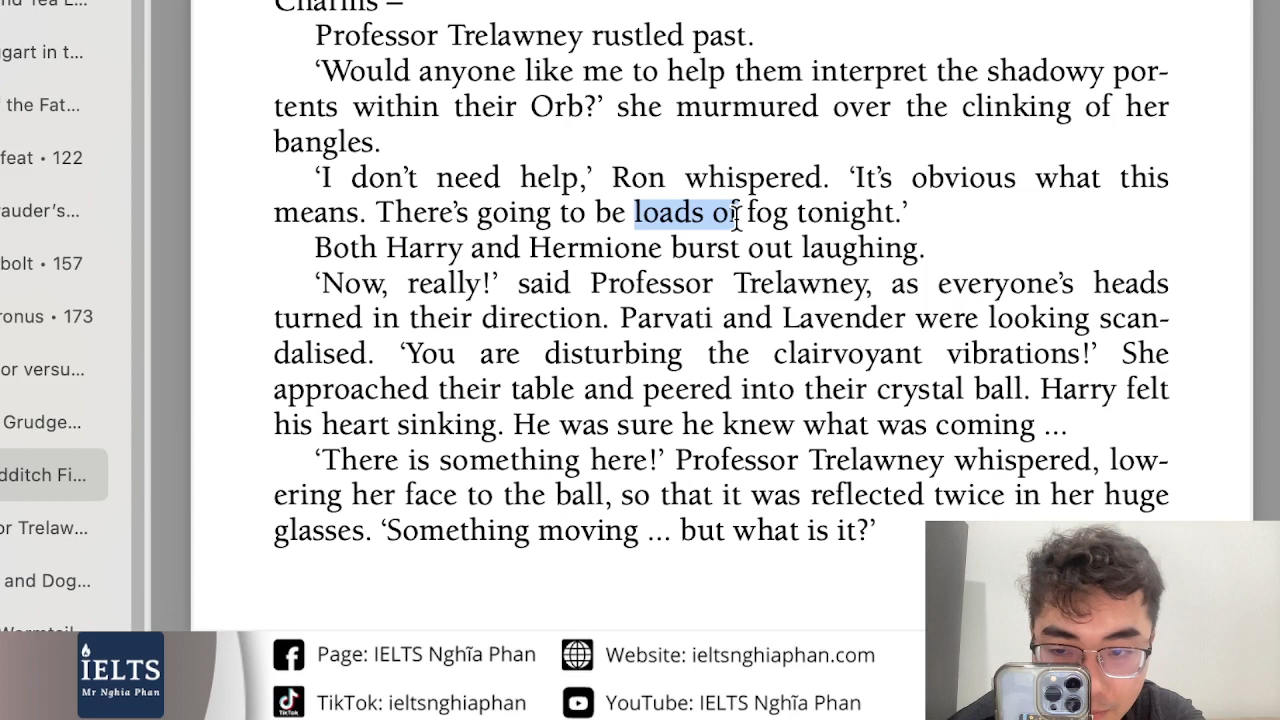 nd Tea L...
ggart in t...
f the Fat...
feat • 122
rauder's...
bolt • 157
ronus • 173
or versu...
Grudge...
dditch Fi...
or Trelaw...
and Dog...
Charms –
Professor Trelawney rustled past.
‘Would anyone like me to help them interpret the shadowy por-
tents within their Orb?’ she murmured over the clinking of her
bangles.
‘I don’t need help,’ Ron whispered. ‘It’s obvious what this
means. There’s going to be loads of fog tonight.’
Both Harry and Hermione burst out laughing.
‘Now, really!’ said Professor Trelawney, as everyone’s heads
turned in their direction. Parvati and Lavender were looking scan-
dalised. ‘You are disturbing the clairvoyant vibrations!’ She
approached their table and peered into their crystal ball. Harry felt
his heart sinking. He was sure he knew what was coming ...
‘There is something here!’ Professor Trelawney whispered, low-
ering her face to the ball, so that it was reflected twice in her huge
glasses. ‘Something moving ... but what is it?’
IELTS
Mr Nghia Phan
Page: IELTS Nghĩa Phan
Website: ieltsnghiaphan.com
TikTok: ieltsnghiaphan
YouTube: IELTS Nghĩa Phan